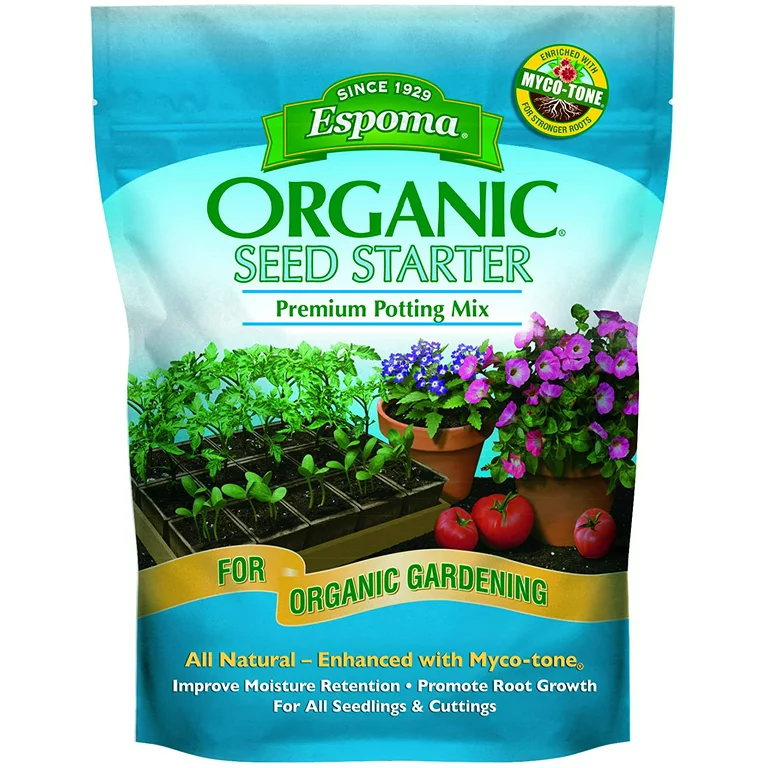 SINCE 1929
Espoma®
ENRICHED WITH
MYCO-TONE
FOR STRONGER ROOTS
ORGANIC®
SEED STARTER
Premium Potting Mix
FOR
ORGANIC GARDENING
All Natural – Enhanced with Myco-tone®
Improve Moisture Retention • Promote Root Growth
For All Seedlings & Cuttings